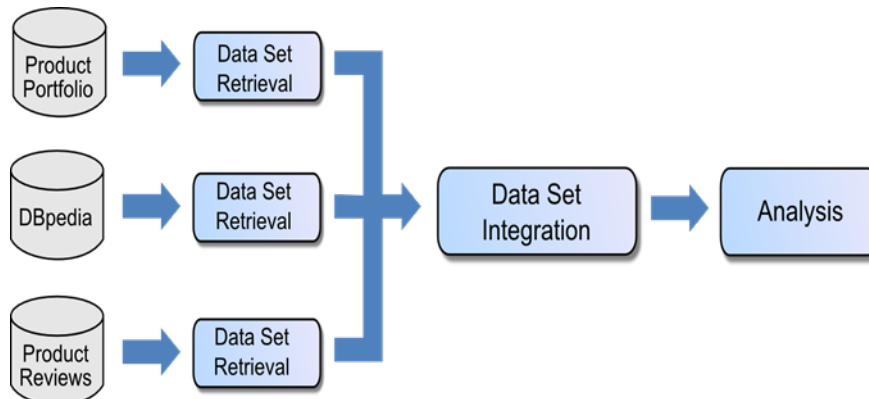 Product
Portfolio
Data Set
Retrieval
DBpedia
Data Set
Retrieval
Product
Reviews
Data Set
Retrieval
Data Set
Integration
Analysis